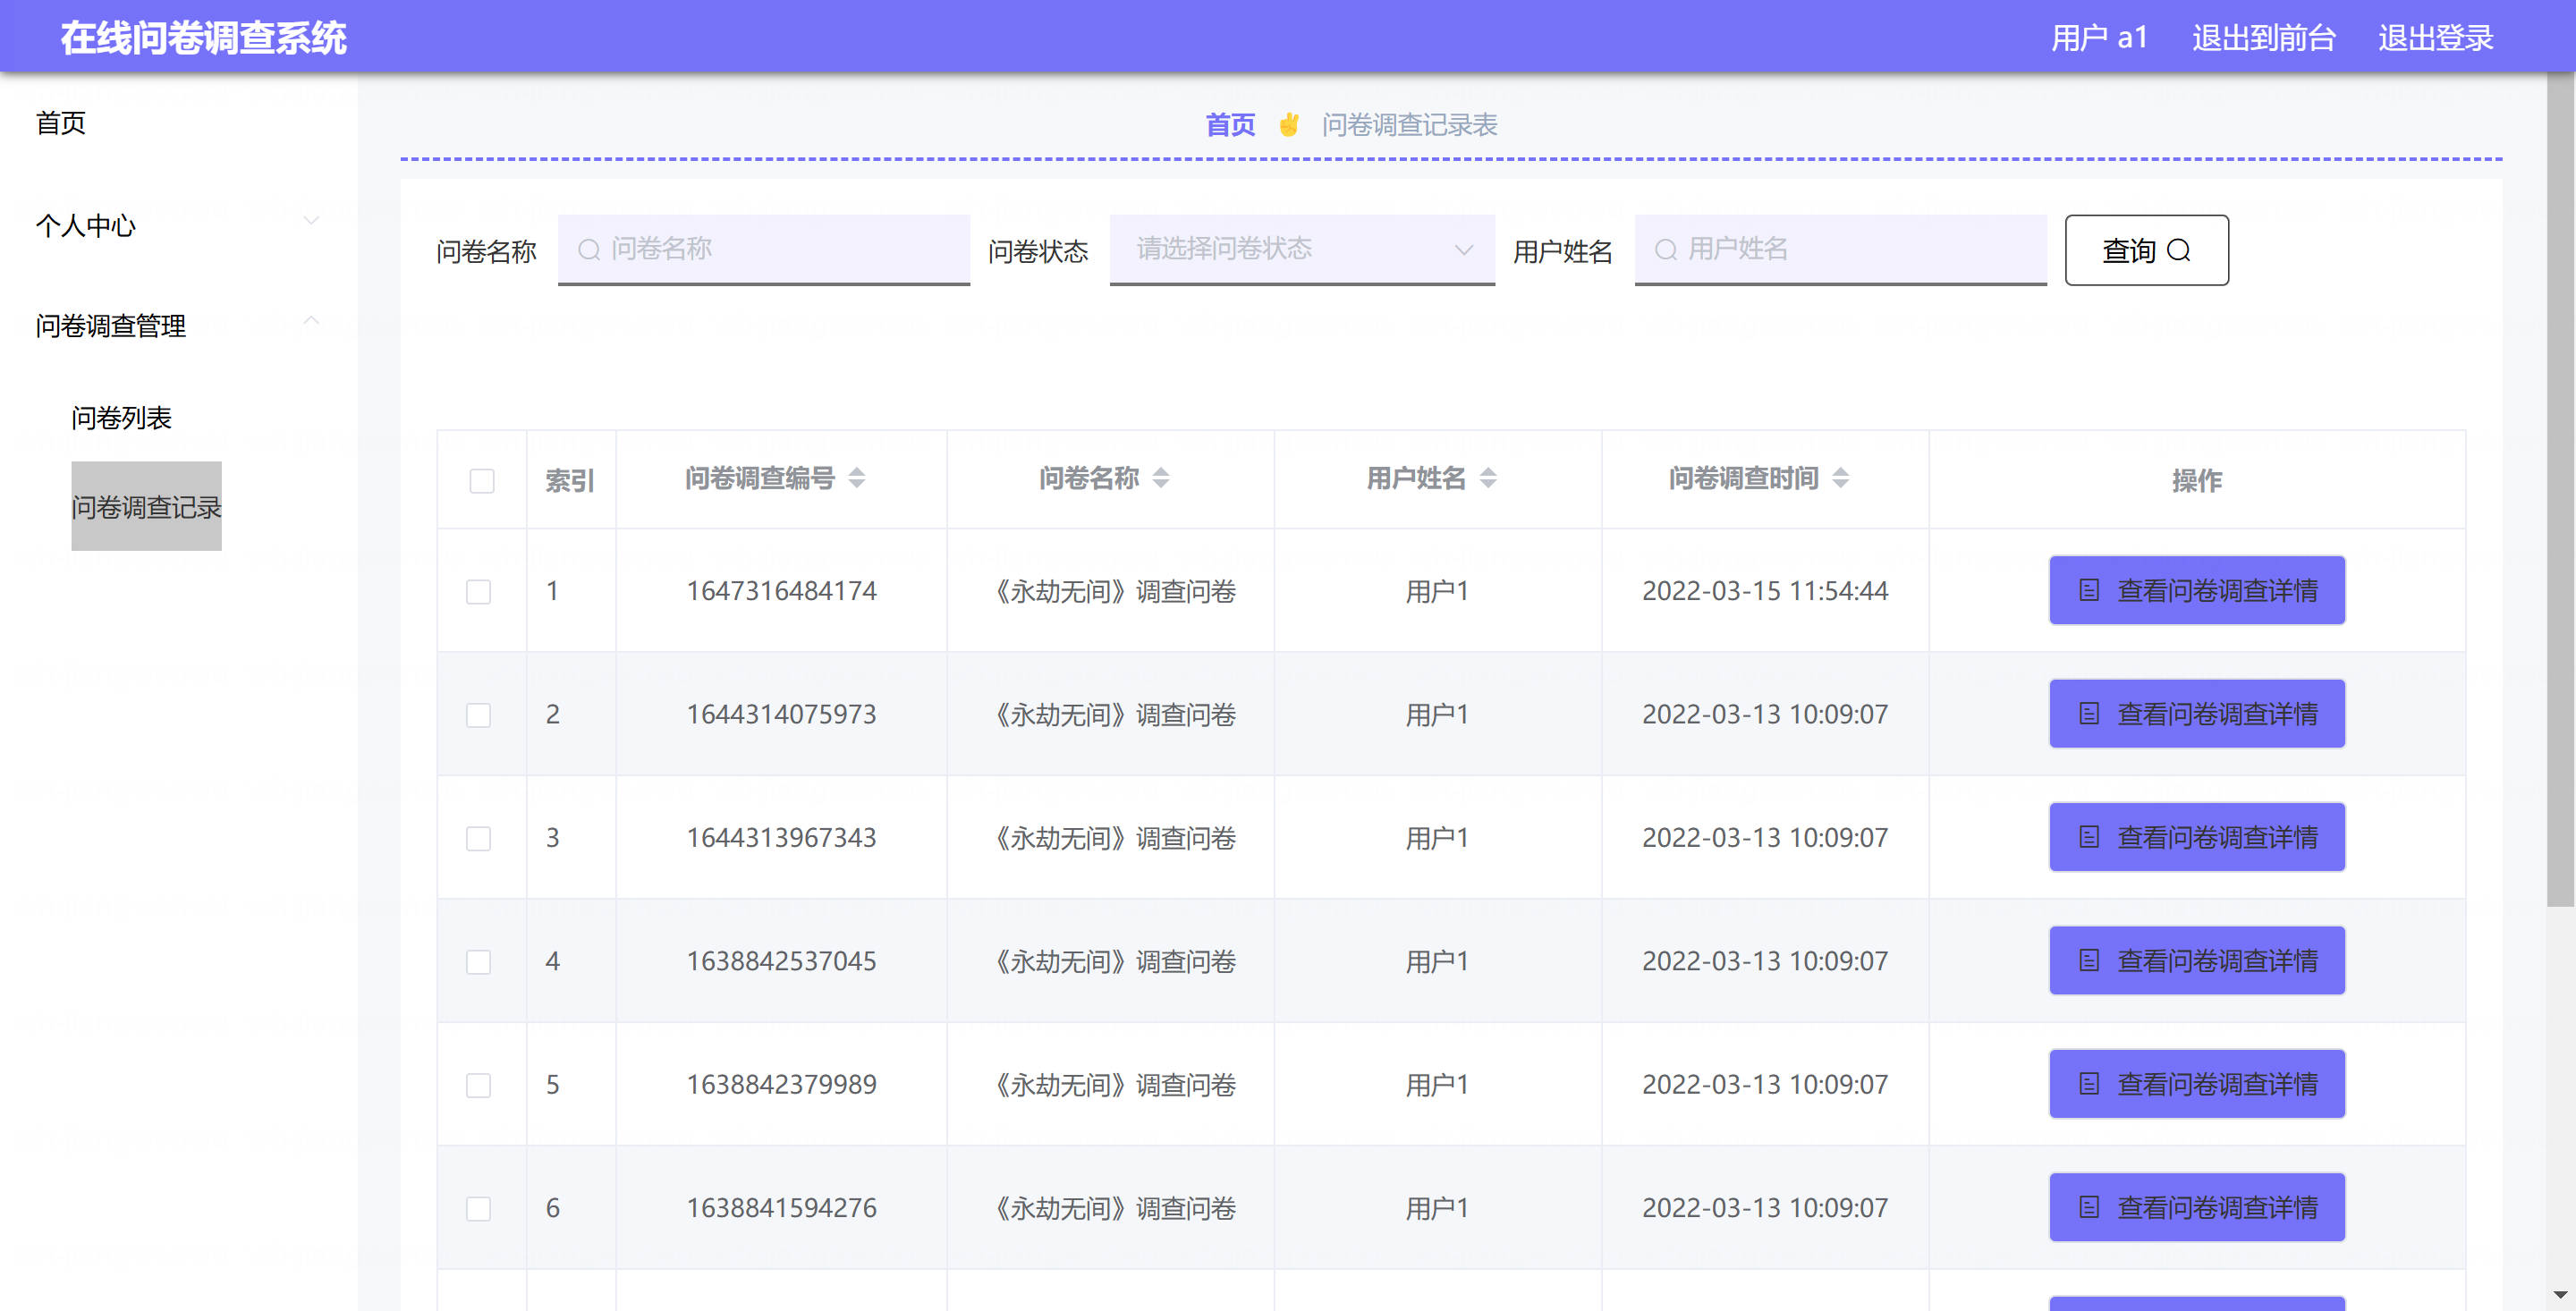 在线问卷调查系统 用户 a1 退出到前台 退出登录
首页
个人中心
问卷调查管理
问卷列表
问卷调查记录
首页 问卷调查记录表
问卷名称 问卷名称 问卷状态 请选择问卷状态 用户姓名 用户姓名 查询
索引 问卷调查编号 问卷名称 用户姓名 问卷调查时间 操作
1 1647316484174 《永劫无间》调查问卷 用户1 2022-03-15 11:54:44 查看问卷调查详情
2 1644314075973 《永劫无间》调查问卷 用户1 2022-03-13 10:09:07 查看问卷调查详情
3 1644313967343 《永劫无间》调查问卷 用户1 2022-03-13 10:09:07 查看问卷调查详情
4 1638842537045 《永劫无间》调查问卷 用户1 2022-03-13 10:09:07 查看问卷调查详情
5 1638842379989 《永劫无间》调查问卷 用户1 2022-03-13 10:09:07 查看问卷调查详情
6 1638841594276 《永劫无间》调查问卷 用户1 2022-03-13 10:09:07 查看问卷调查详情